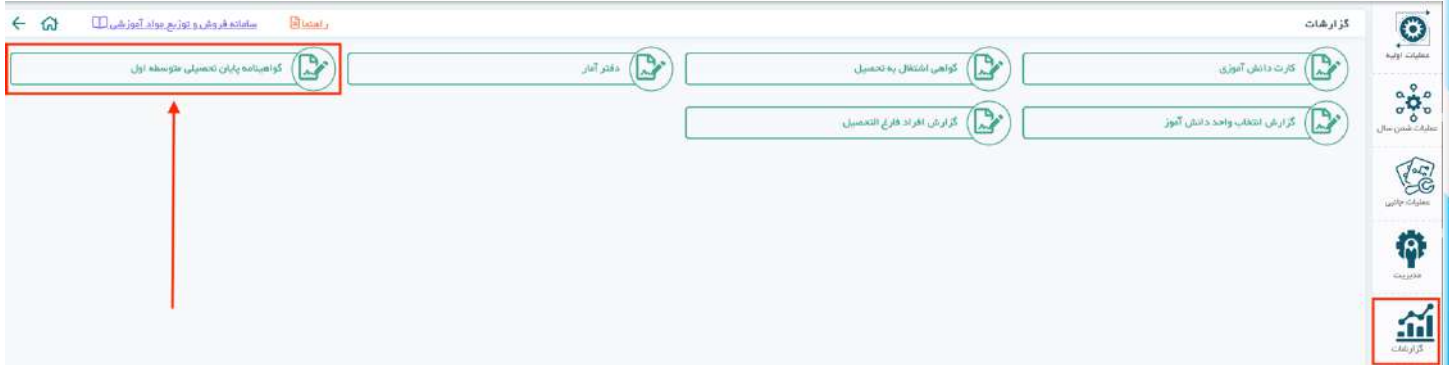 گزارشات
راهنما
سامانه فروش و توزیع مواد آموزشی
کارت دانش آموزی
گواهی اشتغال به تحصیل
دفتر آمار
گواهینامه پایان تحصیلی متوسطه اول
گزارش انتخاب واحد دانش آموز
گزارش افراد فارغ التحصیل
عملیات اولیه
عملیات ضمن سال
عملیات جانبی
مدیریت
گزارشات